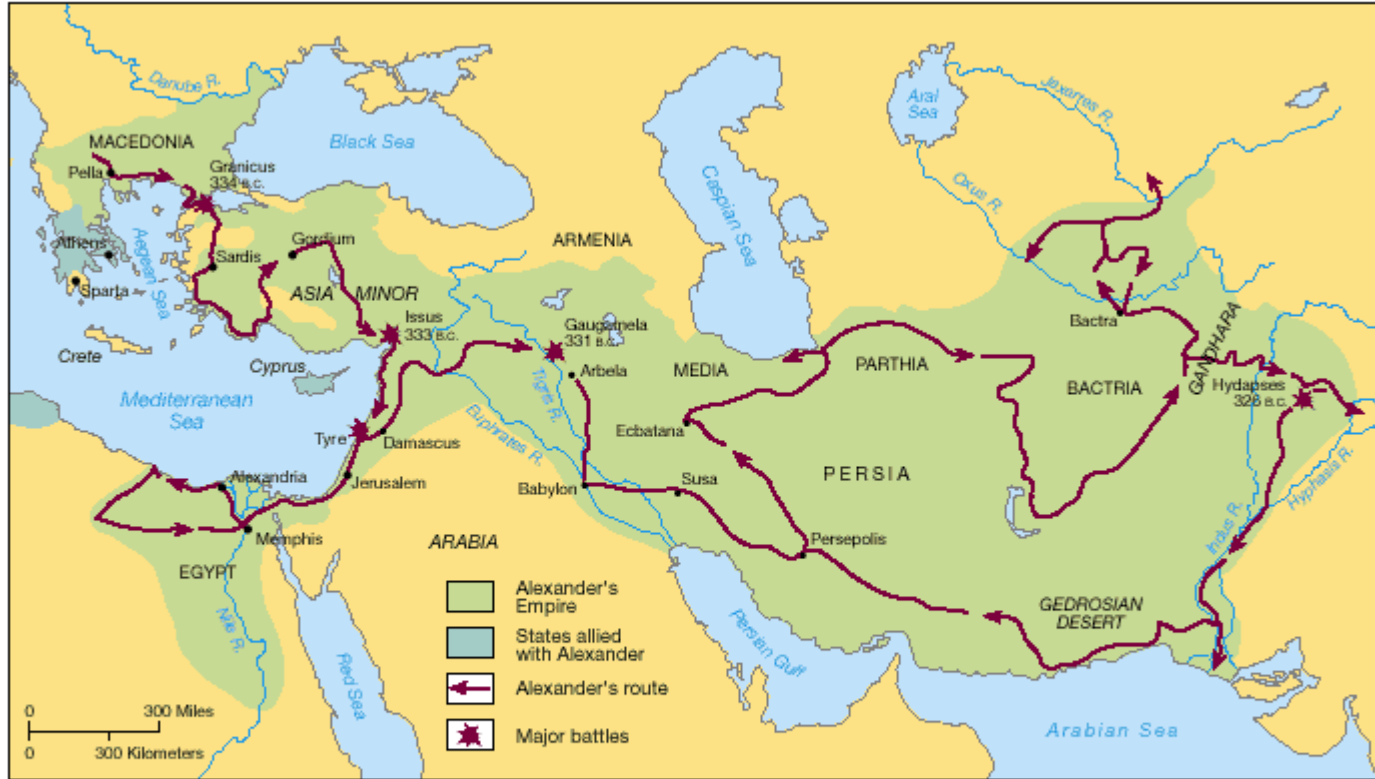 Danube R.
MACEDONIA
Pella
Granicus
334 B.C.
Black Sea
Aral
Sea
Jaxartes R.
Oxus R.
Caspian Sea
Athens
Aegean Sea
Sparta
Sardis
Gordium
ARMENIA
ASIA MINOR
Issus
333 B.C.
Gaugamela
331 B.C.
Arbela
MEDIA
PARTHIA
Bactra
BACTRIA
GANDHARA
Hydapses
326 B.C.
Crete
Cyprus
Mediterranean
Sea
Tyre
Damascus
Tigris R.
Euphrates R.
Ecbatana
PERSIA
Alexandria
Jerusalem
Babylon
Susa
Indus R.
Hyphasis R.
Memphis
ARABIA
Persepolis
EGYPT
Nile R.
Red Sea
Persian Gulf
GEDROSIAN
DESERT
Arabian Sea
Alexander's
Empire
States allied
with Alexander
Alexander's route
Major battles
0 300 Miles
0 300 Kilometers